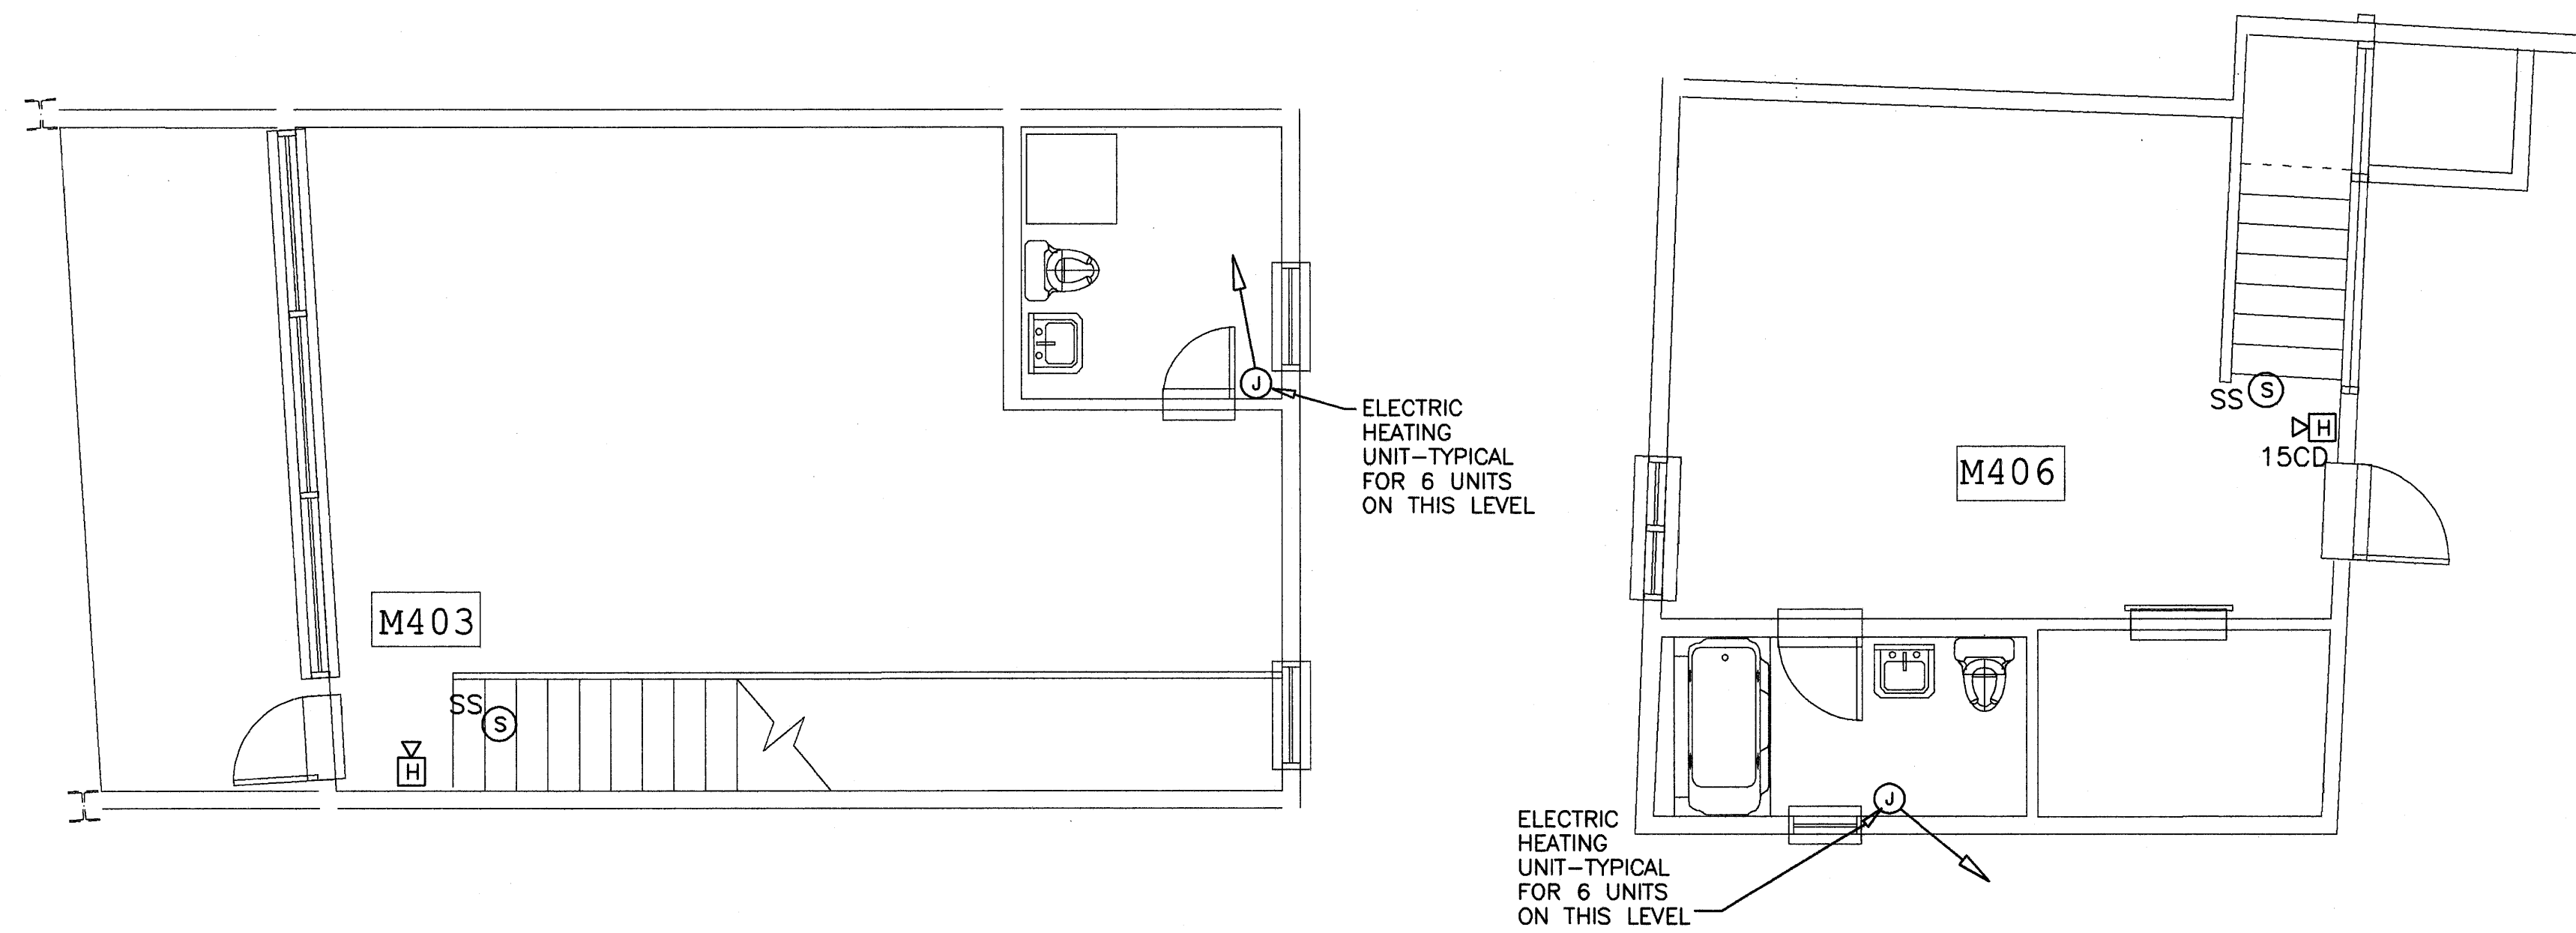 J
ELECTRIC
HEATING
UNIT-TYPICAL
FOR 6 UNITS
ON THIS LEVEL
M403
SS
S
H
SS
S
H
15CD
M406
J
ELECTRIC
HEATING
UNIT-TYPICAL
FOR 6 UNITS
ON THIS LEVEL